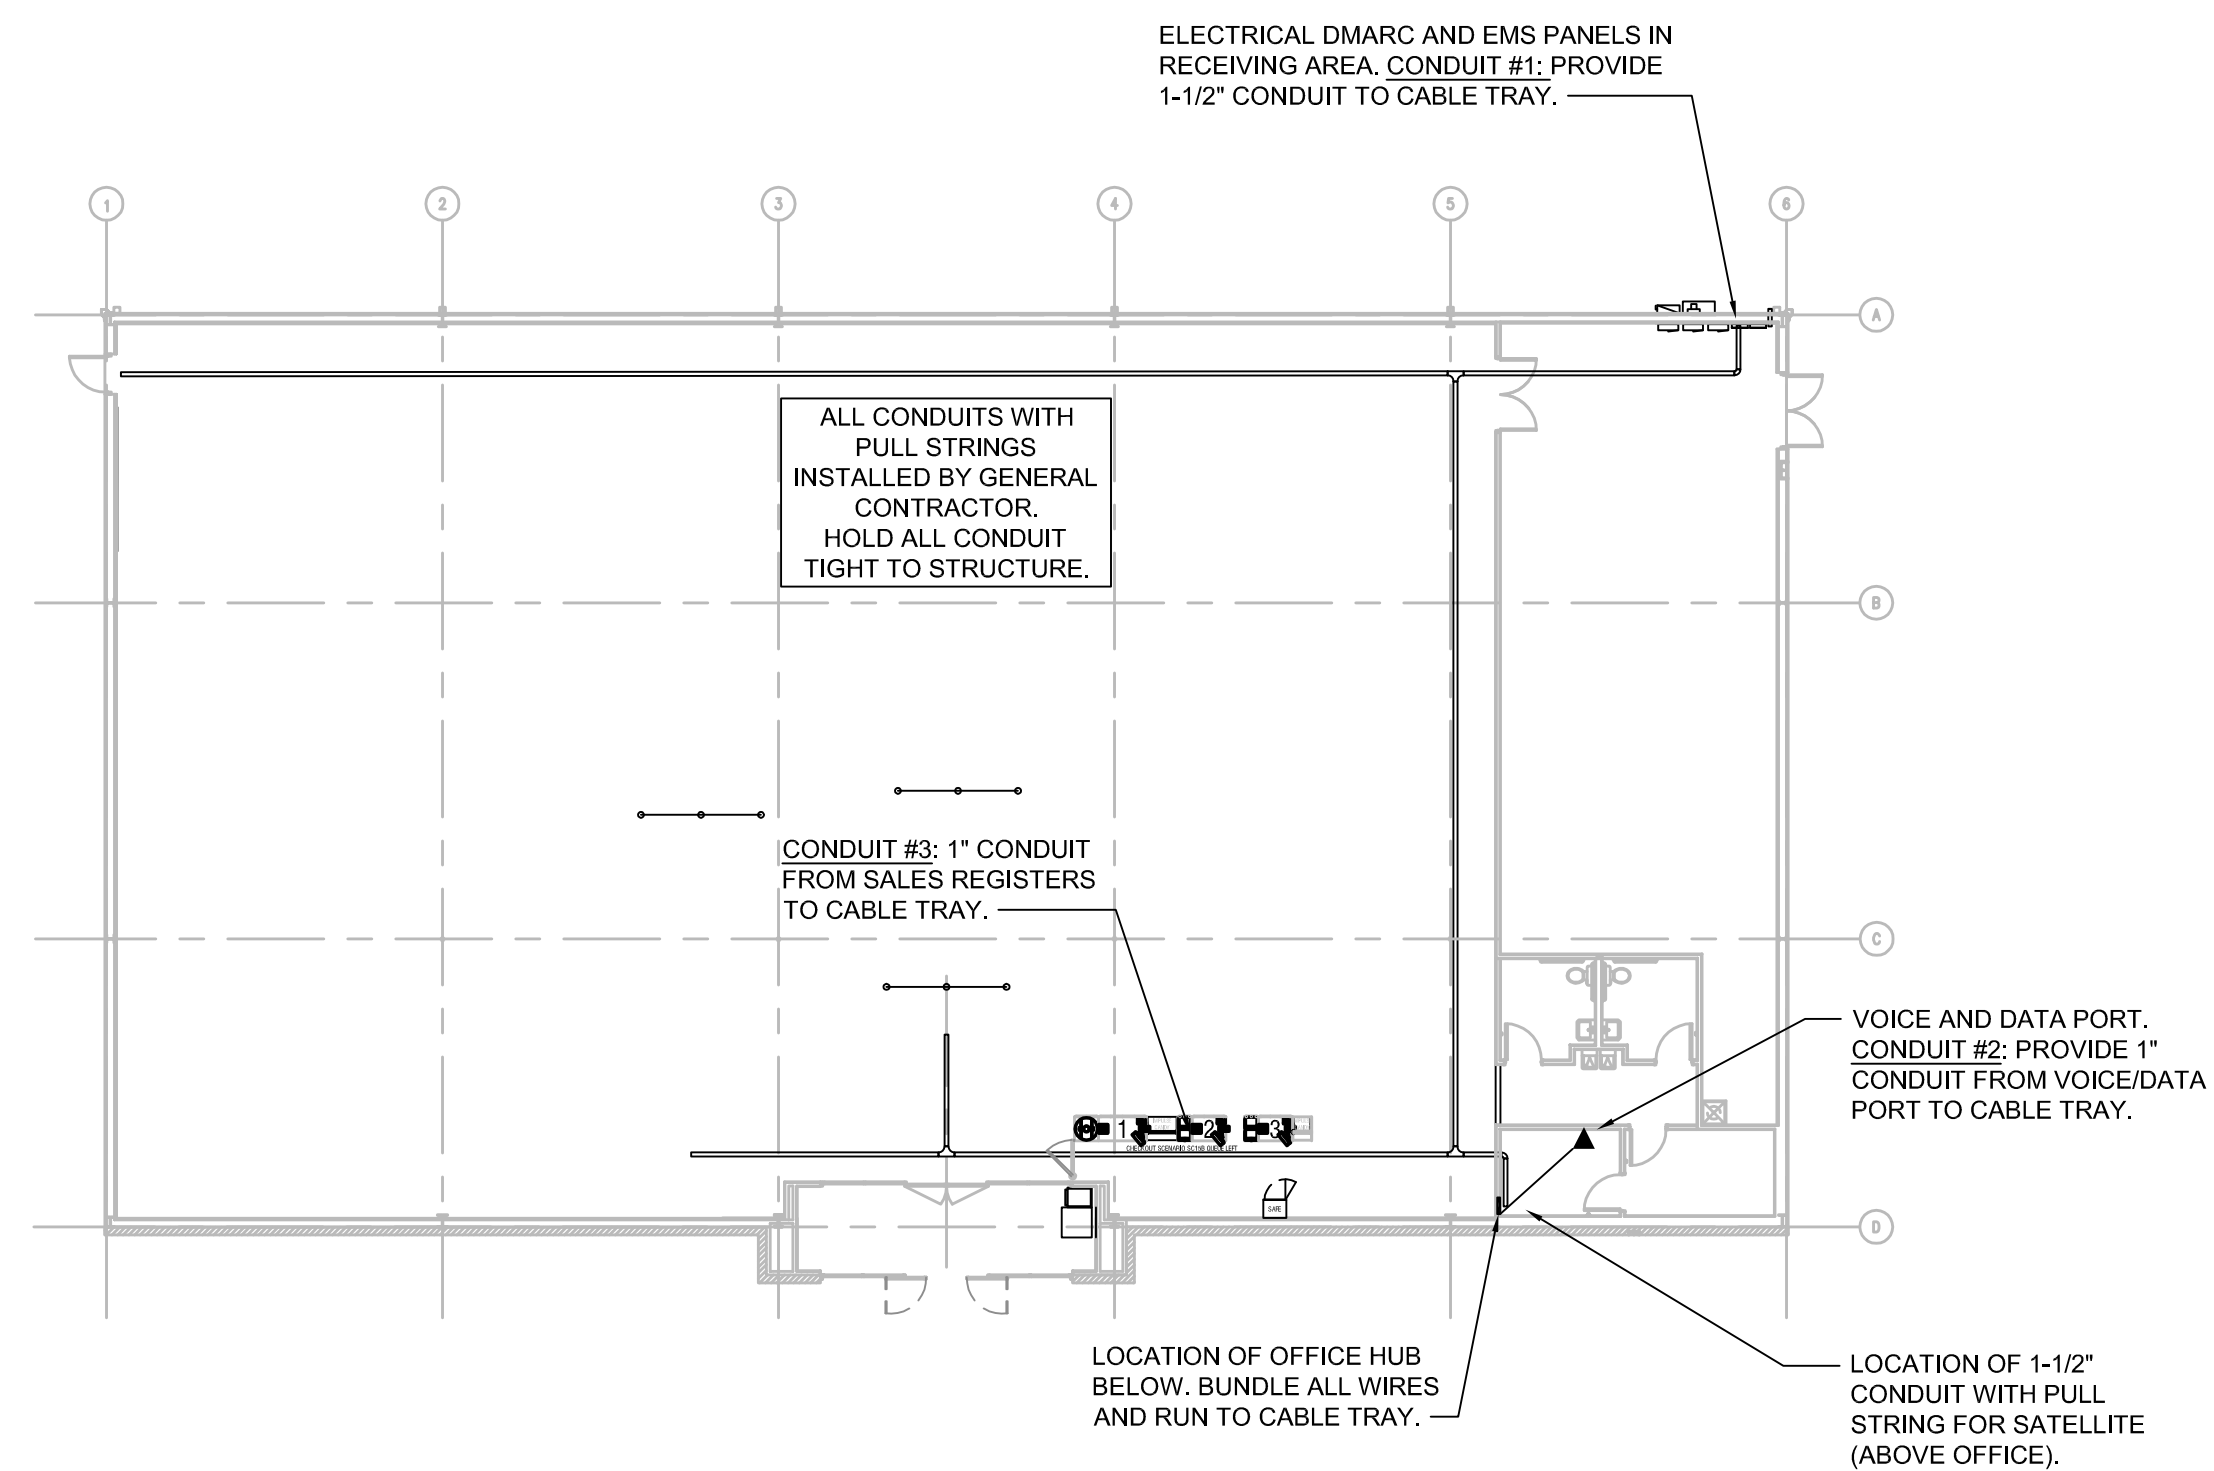 ELECTRICAL DMARC AND EMS PANELS IN
RECEIVING AREA. CONDUIT #1: PROVIDE
1-1/2" CONDUIT TO CABLE TRAY.
1
2
3
4
5
6
A
ALL CONDUITS WITH
PULL STRINGS
INSTALLED BY GENERAL
CONTRACTOR.
HOLD ALL CONDUIT
TIGHT TO STRUCTURE.
B
CONDUIT #3: 1" CONDUIT
FROM SALES REGISTERS
TO CABLE TRAY.
C
VOICE AND DATA PORT.
CONDUIT #2: PROVIDE 1"
CONDUIT FROM VOICE/DATA
PORT TO CABLE TRAY.
1
2
3
CHECKOUT SCENARIO SC15B QUEUE LEFT
SAFE
D
LOCATION OF OFFICE HUB
BELOW. BUNDLE ALL WIRES
AND RUN TO CABLE TRAY.
LOCATION OF 1-1/2"
CONDUIT WITH PULL
STRING FOR SATELLITE
(ABOVE OFFICE).